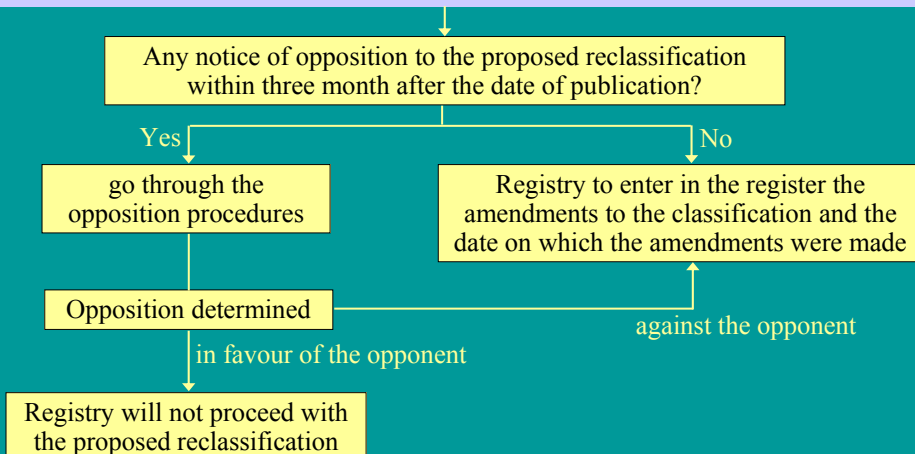 Any notice of opposition to the proposed reclassification
within three month after the date of publication?
Yes
No
go through the
opposition procedures
Registry to enter in the register the
amendments to the classification and the
date on which the amendments were made
Opposition determined
against the opponent
in favour of the opponent
Registry will not proceed with
the proposed reclassification